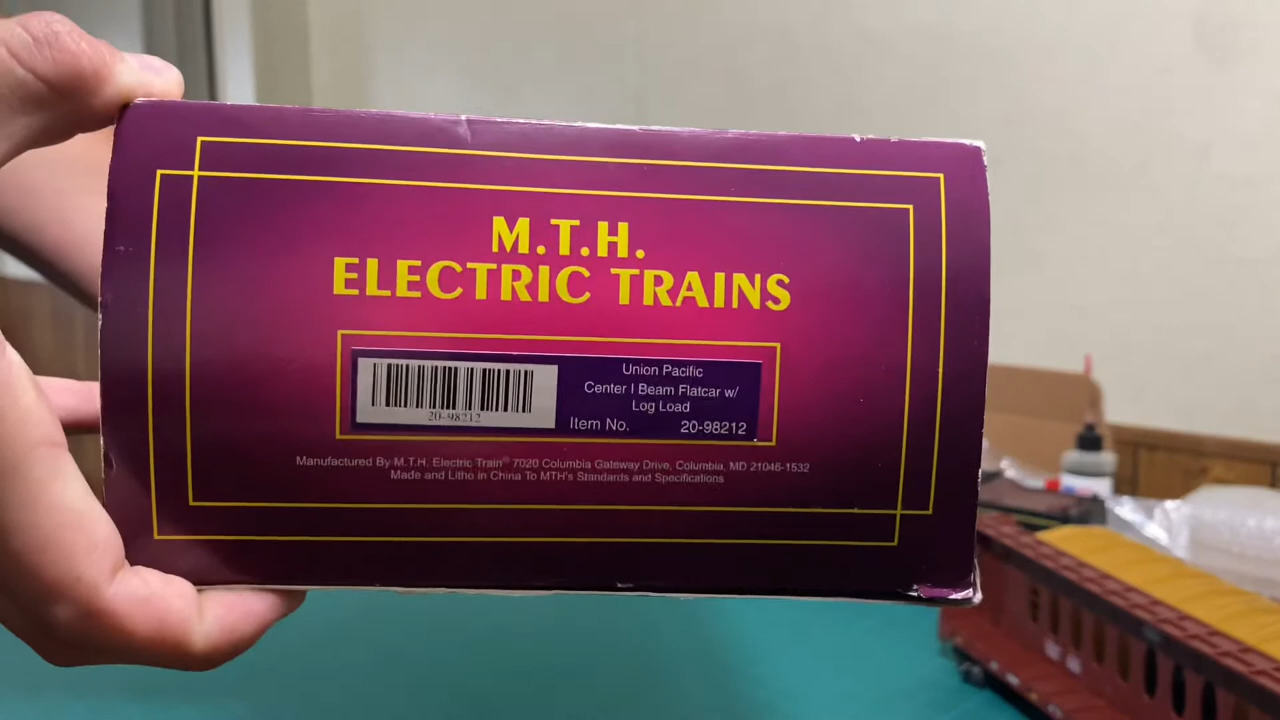 M.T.H.
ELECTRIC TRAINS
20-98212
Union Pacific
Center I Beam Flatcar w/
Log Load
Item No. 20-98212
Manufactured By M.T.H. Electric Train® 7020 Columbia Gateway Drive, Columbia, MD 21046-1532
Made and Litho in China To MTH's Standards and Specifications